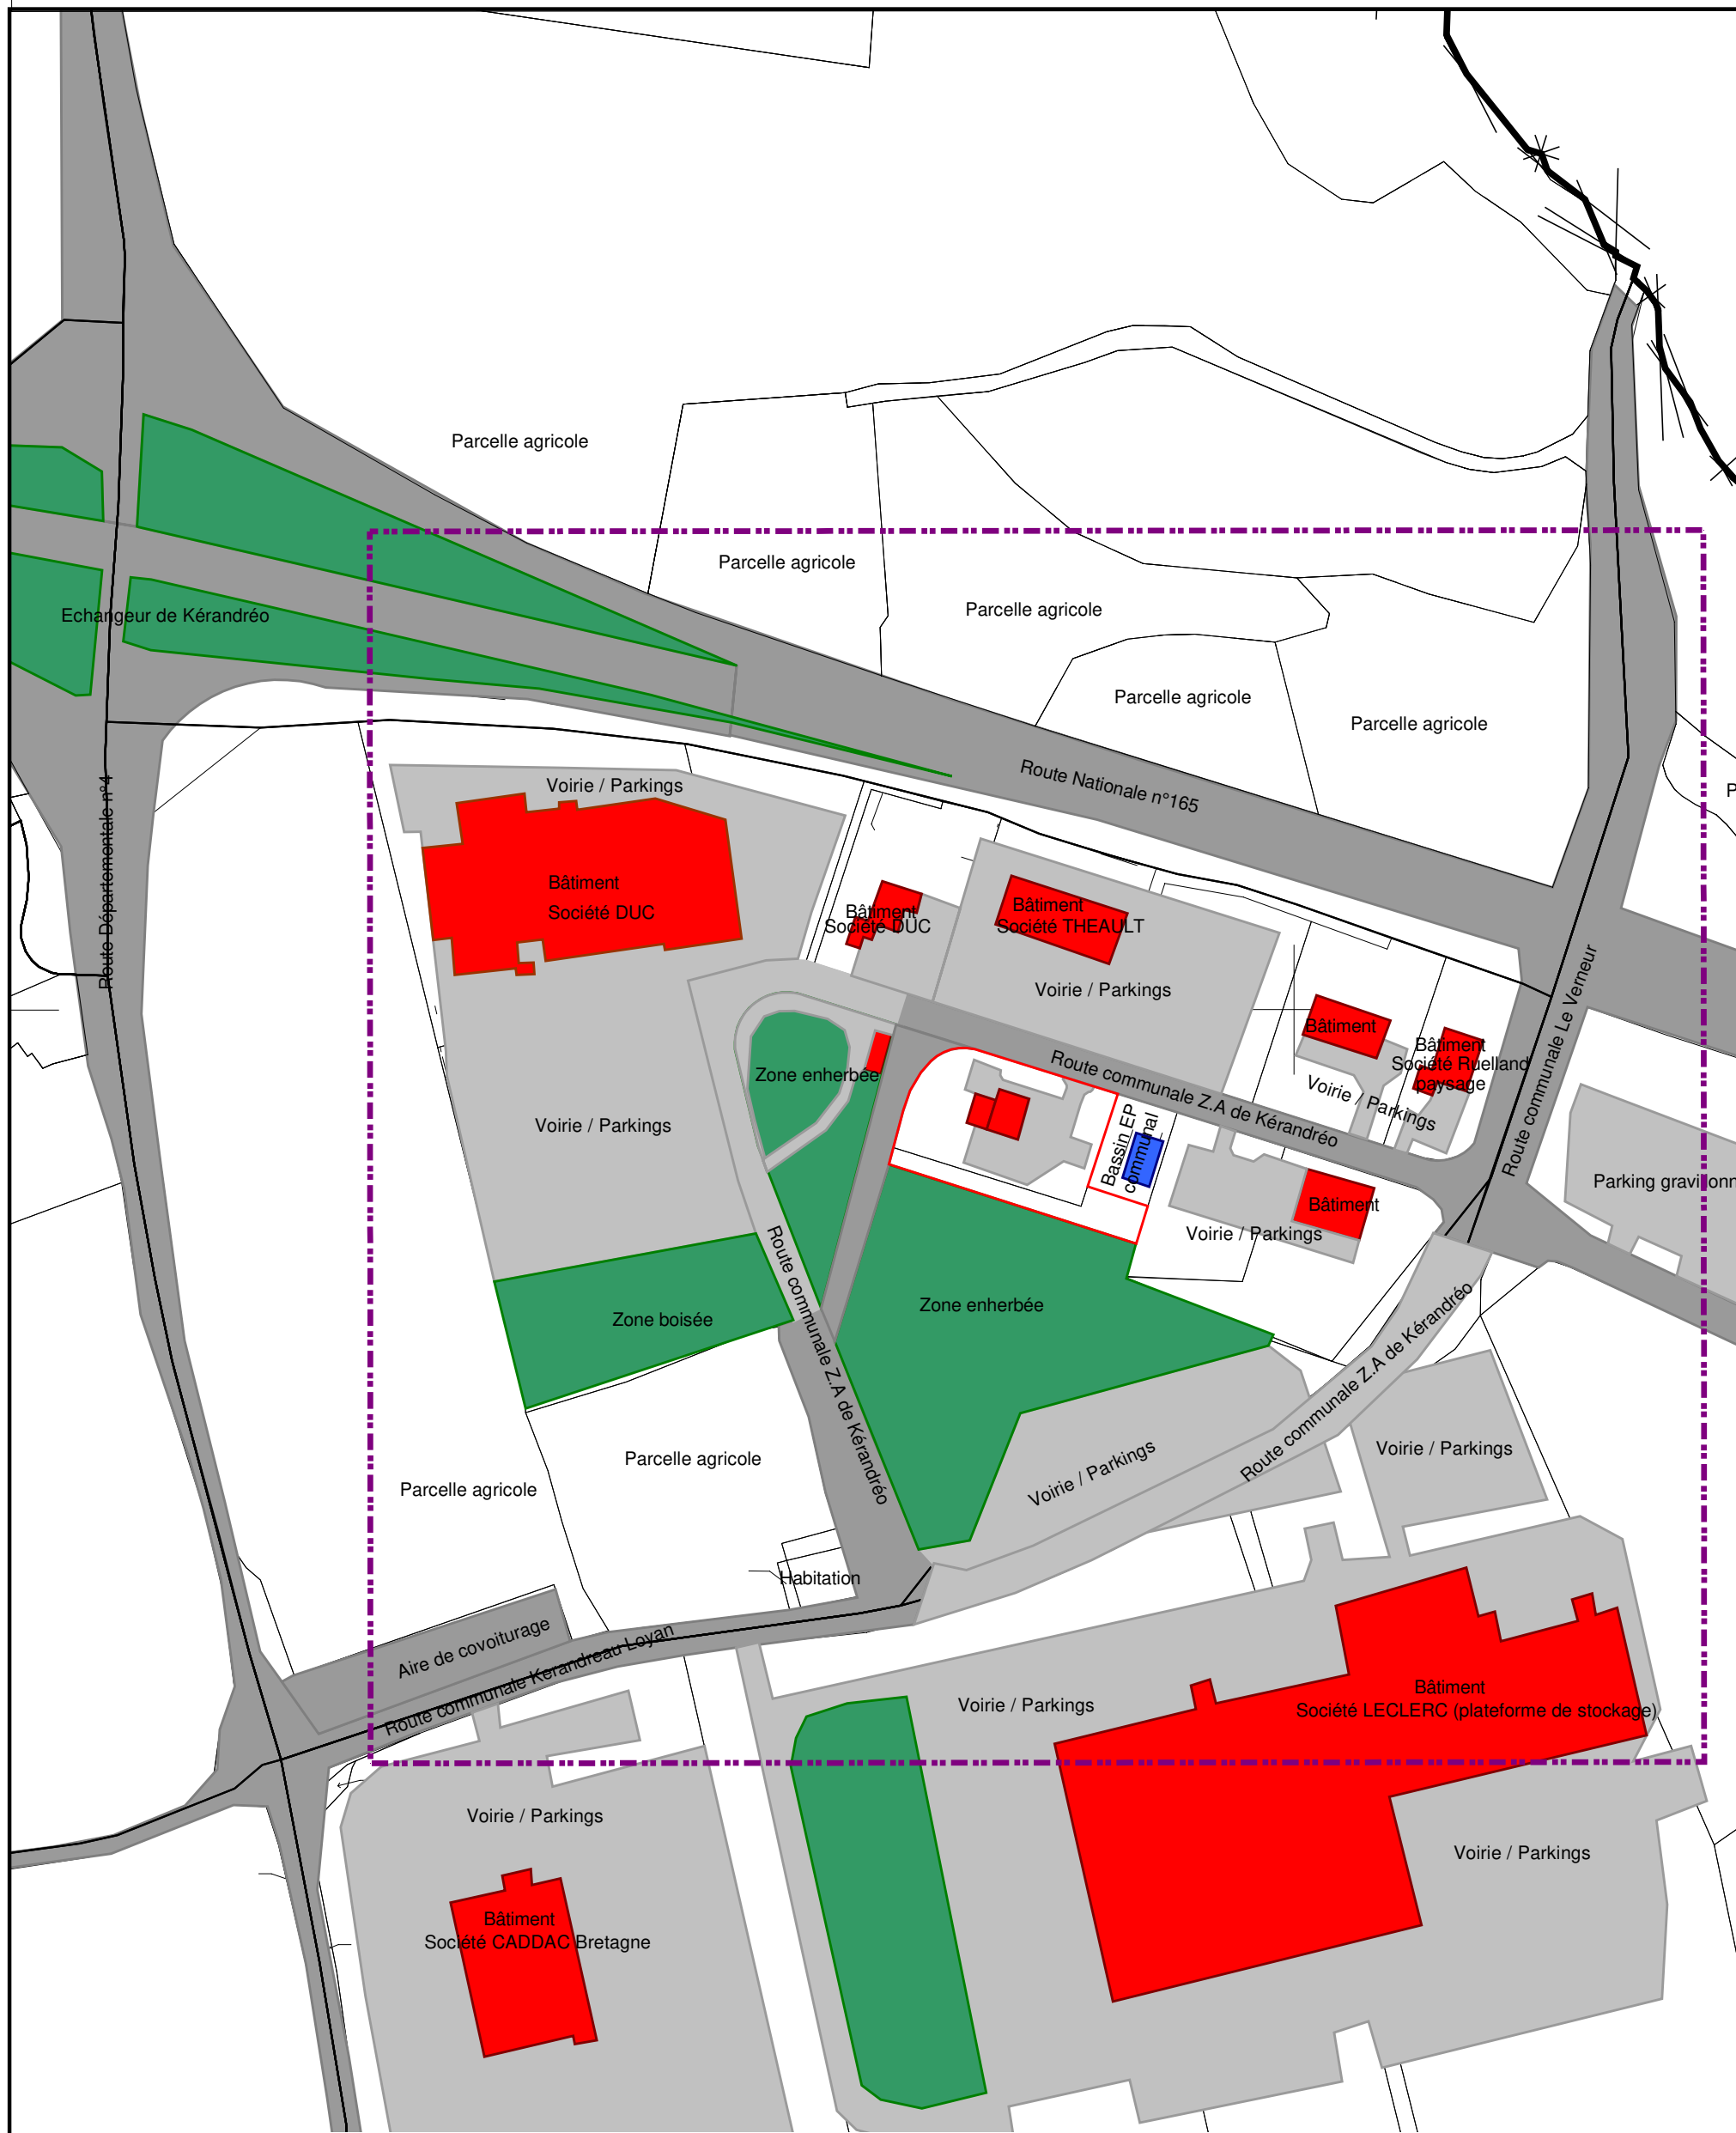 Parcelle agricole
Parcelle agricole
Parcelle agricole
Echangeur de Kérandréo
Parcelle agricole
Parcelle agricole
Route Nationale n°165
Voirie / Parkings
Route Départementale n°4
Bâtiment
Société DUC
Bâtiment
Société DUC
Bâtiment
Société THEAULT
Voirie / Parkings
Bâtiment
Bâtiment
Société Ruelland
paysage
Route communale Le Verneur
Zone enherbée
Route communale Z.A de Kérandréo
Voirie / Parkings
Voirie / Parkings
Bassin EP
communal
Bâtiment
Voirie / Parkings
Zone enherbée
Zone boisée
Route communale Z.A de Kérandréo
Route communale Z.A de Kérandréo
Parcelle agricole
Parcelle agricole
Voirie / Parkings
Voirie / Parkings
Habitation
Aire de covoiturage
Route communale Kerandreau Loyan
Voirie / Parkings
Bâtiment
Société LECLERC (plateforme de stockage)
Voirie / Parkings
Voirie / Parkings
Bâtiment
Société CADDAC Bretagne
Parking